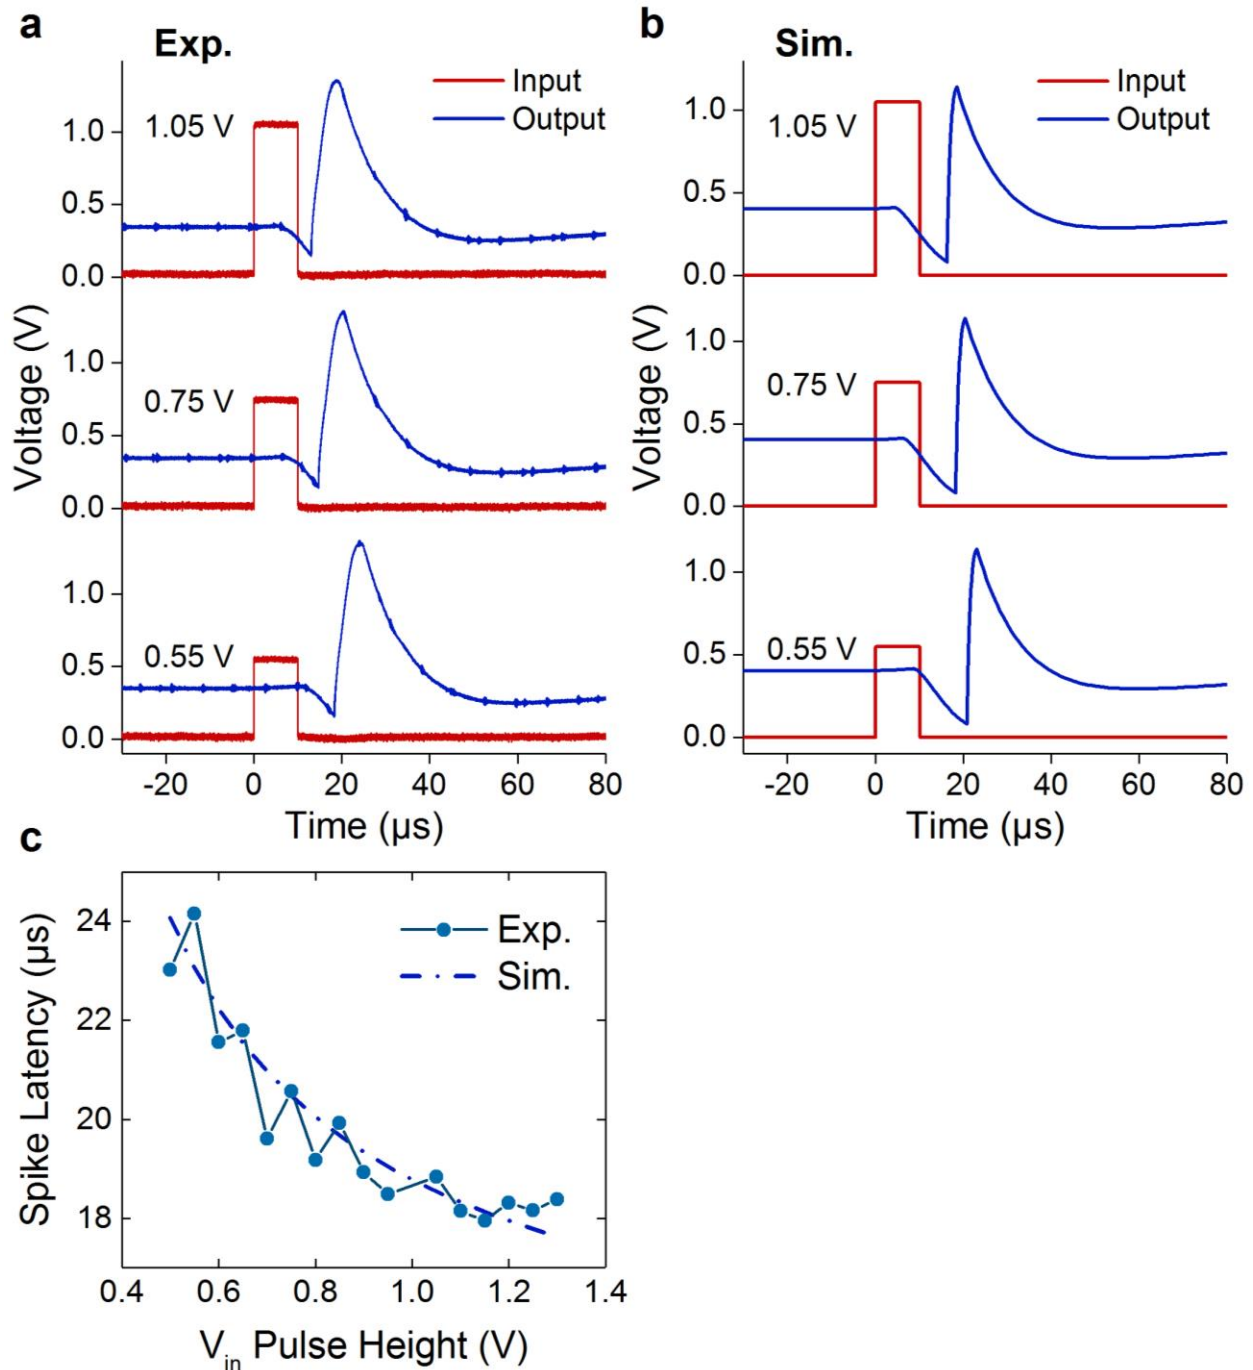 a
Exp.
Input
Output
1.05 V
1.0
0.5
0.0
0.75 V
1.0
0.5
0.0
0.55 V
1.0
0.5
0.0
Voltage (V)
-20 0 20 40 60 80
Time (µs)
b
Sim.
Input
Output
1.05 V
1.0
0.5
0.0
0.75 V
1.0
0.5
0.0
0.55 V
1.0
0.5
0.0
Voltage (V)
-20 0 20 40 60 80
Time (µs)
c
Exp.
Sim.
24
22
20
18
Spike Latency (µs)
0.4 0.6 0.8 1.0 1.2 1.4
Vin Pulse Height (V)